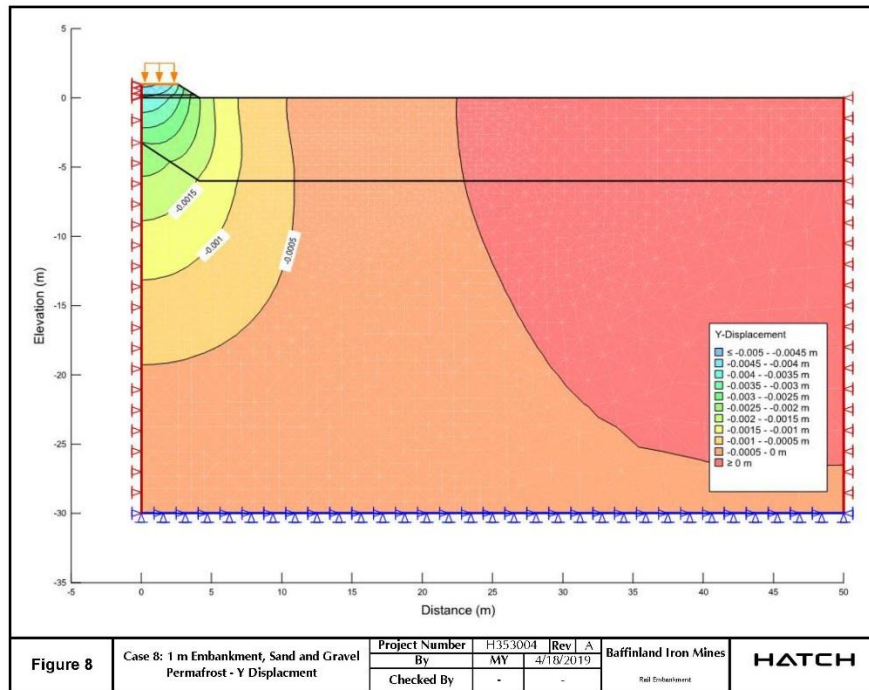 5
0
-5
-10
-15
-20
-25
-30
-35
Elevation (m)
-0.0015
-0.001
-0.0005
Y-Displacement
≤ -0.005 - -0.0045 m
-0.0045 - -0.004 m
-0.004 - -0.0035 m
-0.0035 - -0.003 m
-0.003 - -0.0025 m
-0.0025 - -0.002 m
-0.002 - -0.0015 m
-0.0015 - -0.001 m
-0.001 - -0.0005 m
-0.0005 - 0 m
≥ 0 m
-5 0 5 10 15 20 25 30 35 40 45 50
Distance (m)
Figure 8
Case 8: 1 m Embankment, Sand and Gravel
Permafrost - Y Displacment
Project Number H353004 Rev A
By MY 4/18/2019
Checked By - -
Baffinland Iron Mines
Rail Embankment
HATCH